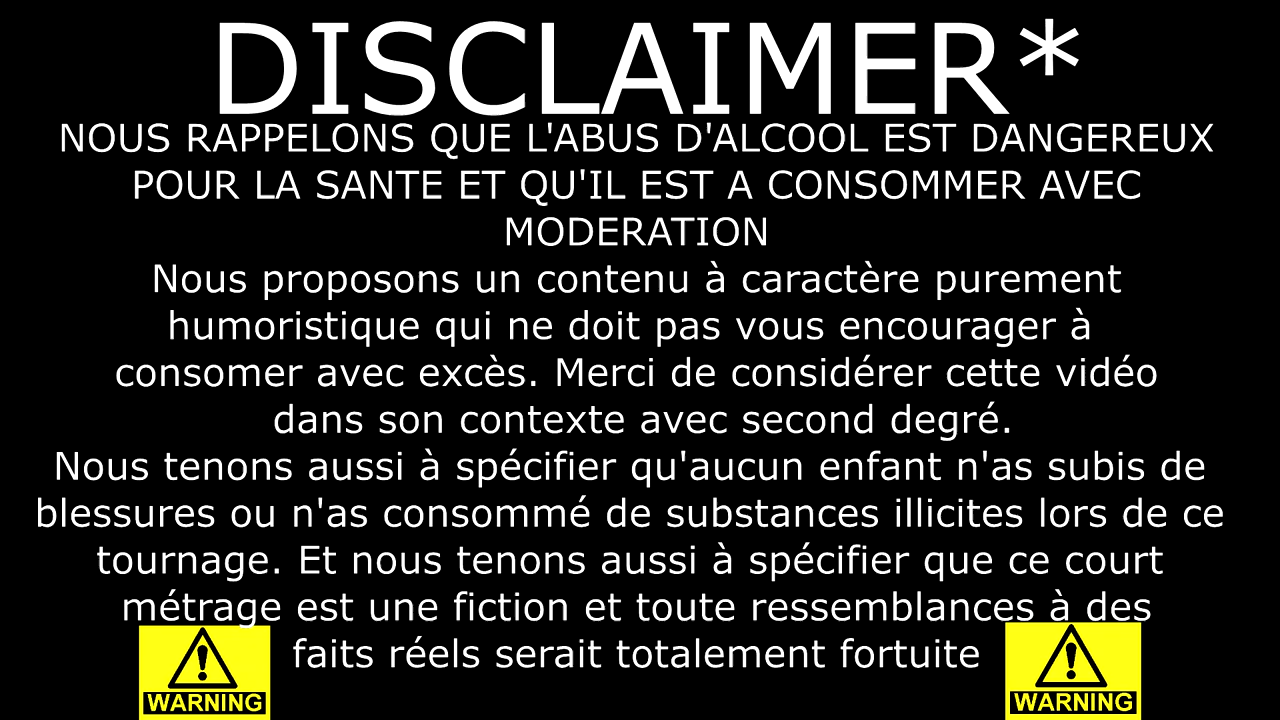 DISCLAIMER*
NOUS RAPPELONS QUE L'ABUS D'ALCOOL EST DANGEREUX
POUR LA SANTE ET QU'IL EST A CONSOMMER AVEC
MODERATION
Nous proposons un contenu à caractère purement
humoristique qui ne doit pas vous encourager à
consomer avec excès. Merci de considérer cette vidéo
dans son contexte avec second degré.
Nous tenons aussi à spécifier qu'aucun enfant n'as subis de
blessures ou n'as consommé de substances illicites lors de ce
tournage. Et nous tenons aussi à spécifier que ce court
métrage est une fiction et toute ressemblances à des
faits réels serait totalement fortuite
WARNING
WARNING